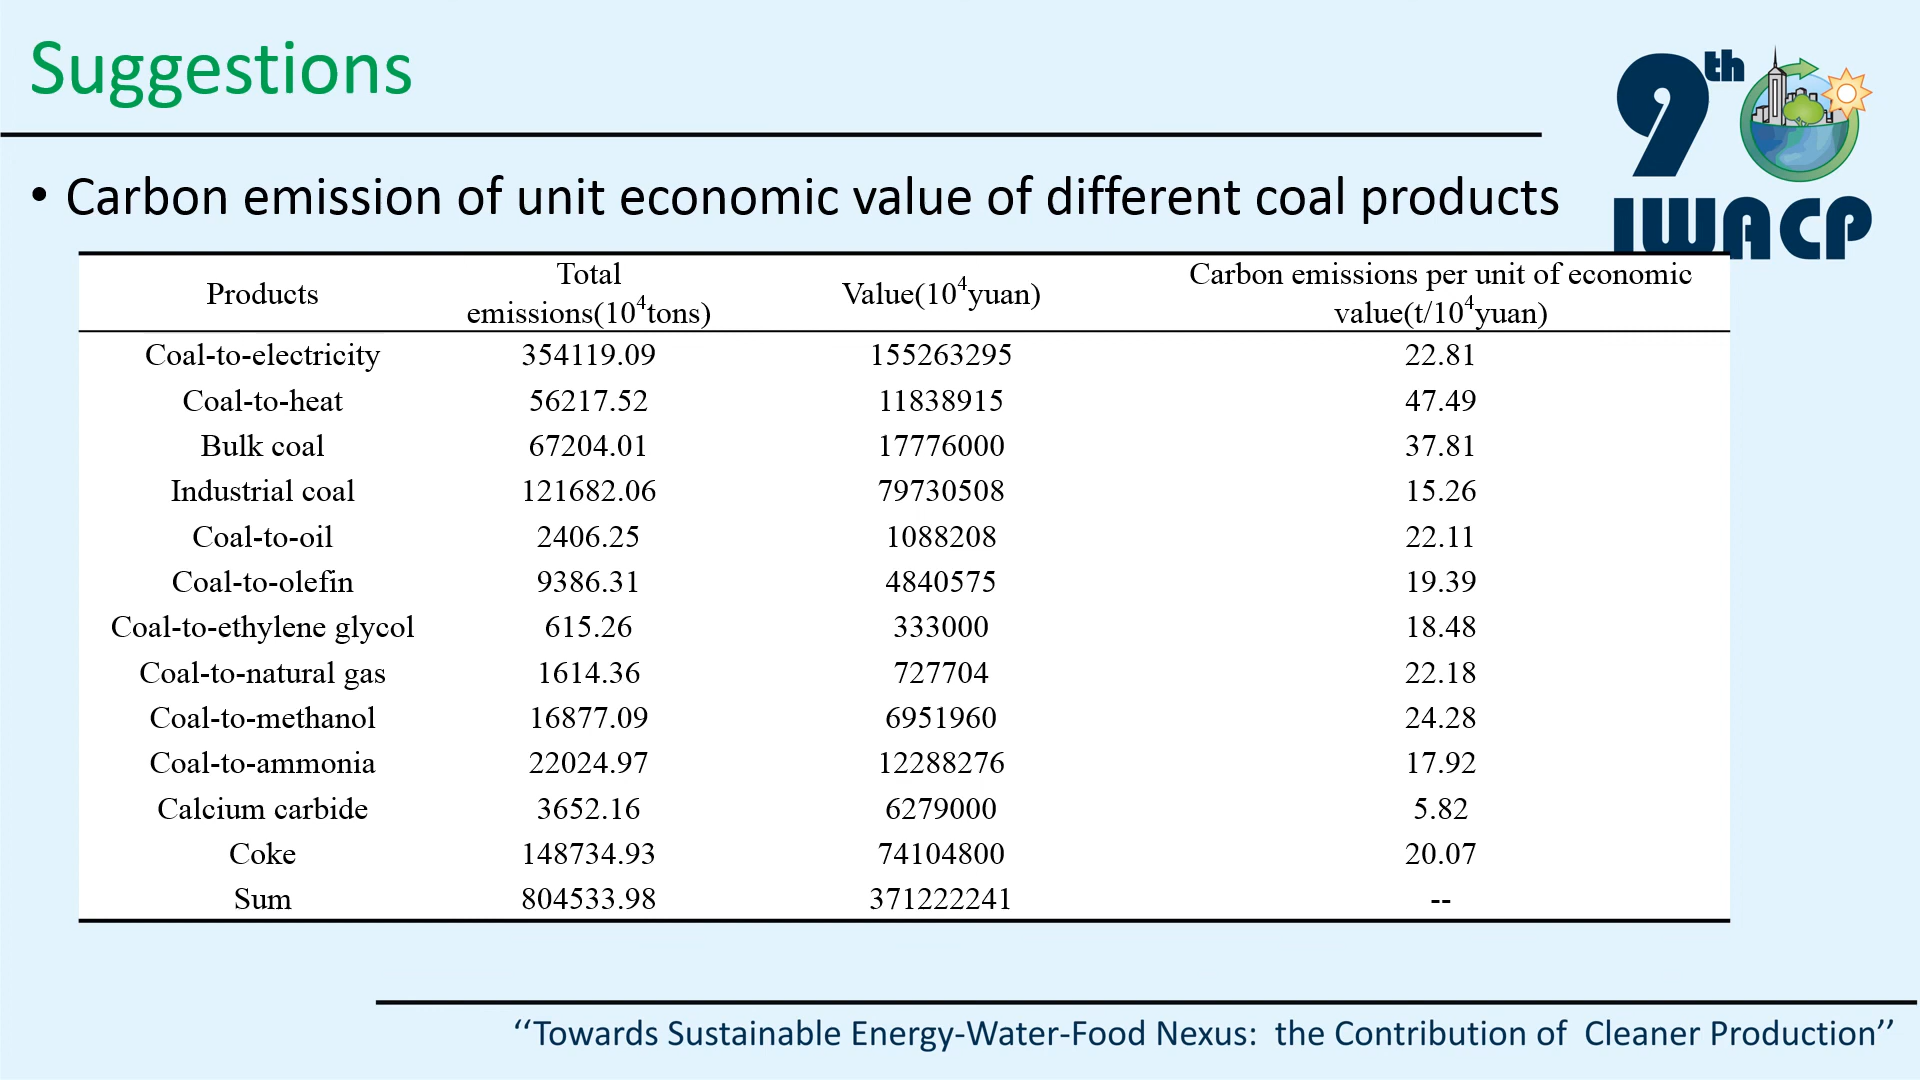 Suggestions
9th
IWACP
• Carbon emission of unit economic value of different coal products
Products Total emissions(10⁴tons) Value(10⁴yuan) Carbon emissions per unit of economic value(t/10⁴yuan)
Coal-to-electricity 354119.09 155263295 22.81
Coal-to-heat 56217.52 11838915 47.49
Bulk coal 67204.01 17776000 37.81
Industrial coal 121682.06 79730508 15.26
Coal-to-oil 2406.25 1088208 22.11
Coal-to-olefin 9386.31 4840575 19.39
Coal-to-ethylene glycol 615.26 333000 18.48
Coal-to-natural gas 1614.36 727704 22.18
Coal-to-methanol 16877.09 6951960 24.28
Coal-to-ammonia 22024.97 12288276 17.92
Calcium carbide 3652.16 6279000 5.82
Coke 148734.93 74104800 20.07
Sum 804533.98 371222241 --
‘‘Towards Sustainable Energy-Water-Food Nexus: the Contribution of Cleaner Production’’